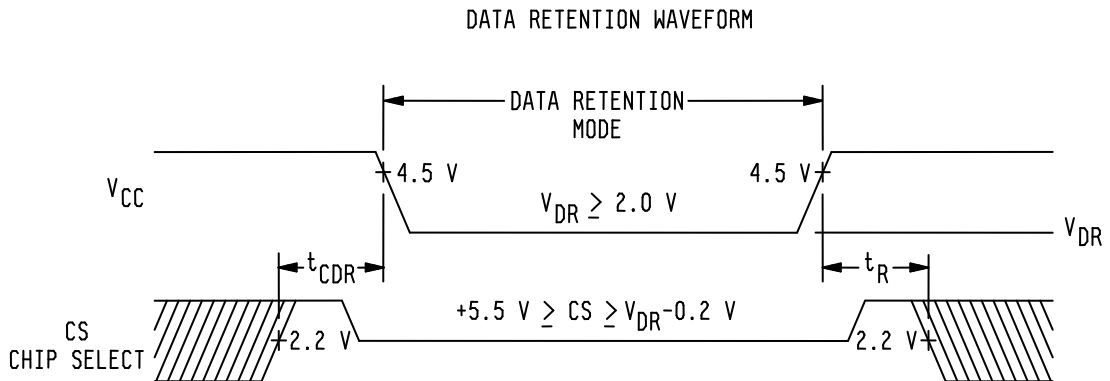 DATA RETENTION WAVEFORM
DATA RETENTION
MODE
4.5 V
4.5 V
VCC
VDR ≥ 2.0 V
VDR
tCDR
tR
+5.5 V ≥ CS ≥ VDR-0.2 V
CS
CHIP SELECT
2.2 V
2.2 V